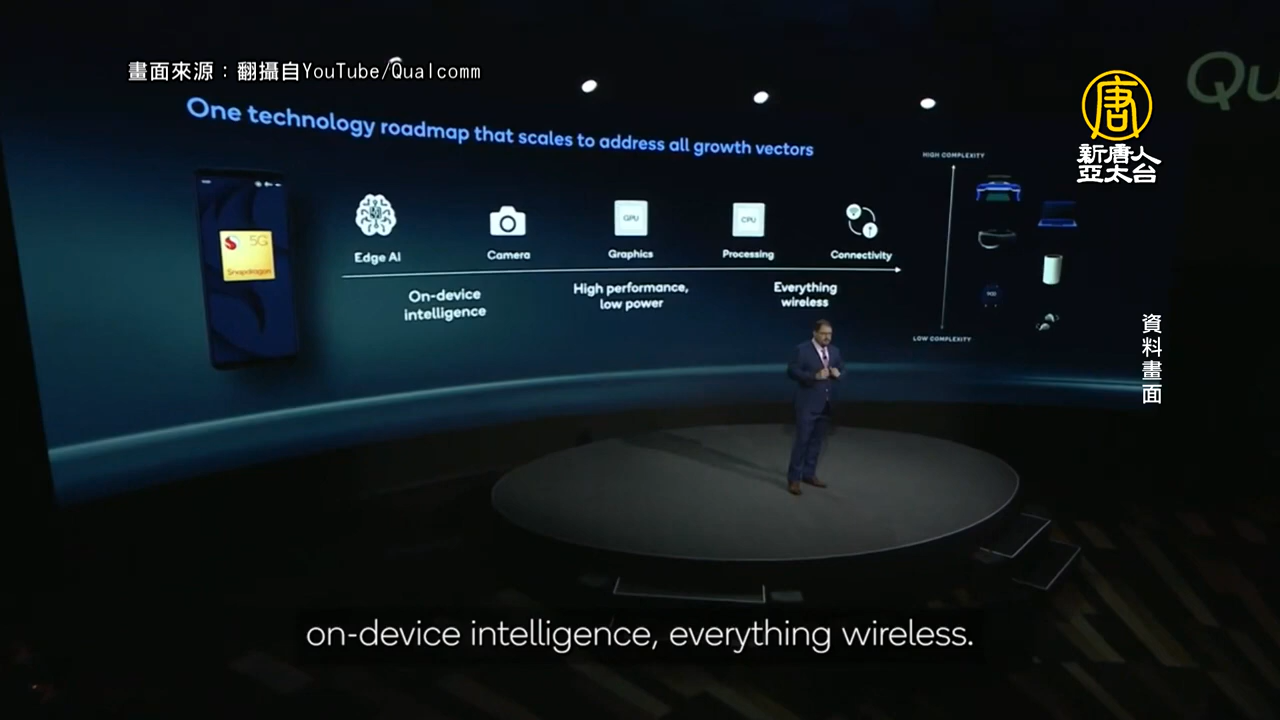 畫面來源：翻攝自YouTube/Qualcomm
Qu
唐
新唐人
亞太台
One technology roadmap that scales to address all growth vectors
HIGH COMPLEXITY
5G
Snapdragon
GPU
CPU
Edge AI
Camera
Graphics
Processing
Connectivity
On-device
intelligence
High performance,
low power
Everything
wireless
LOW COMPLEXITY
資料畫面
on-device intelligence, everything wireless.